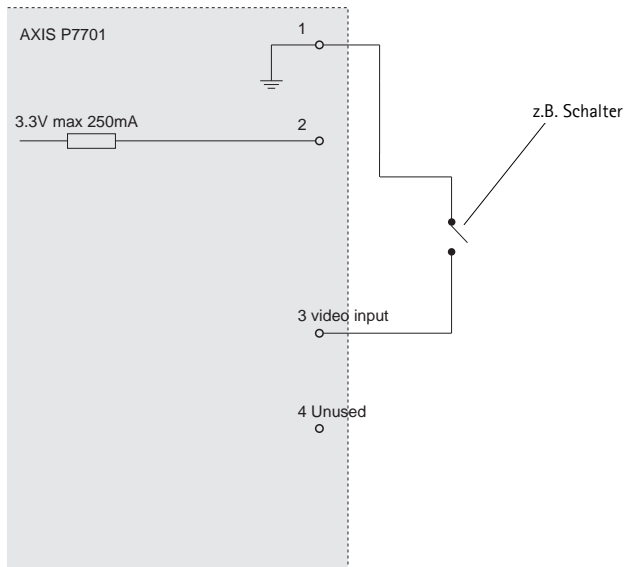 1
AXIS P7701
z.B. Schalter
3.3V max 250mA
2
3 video input
4 Unused